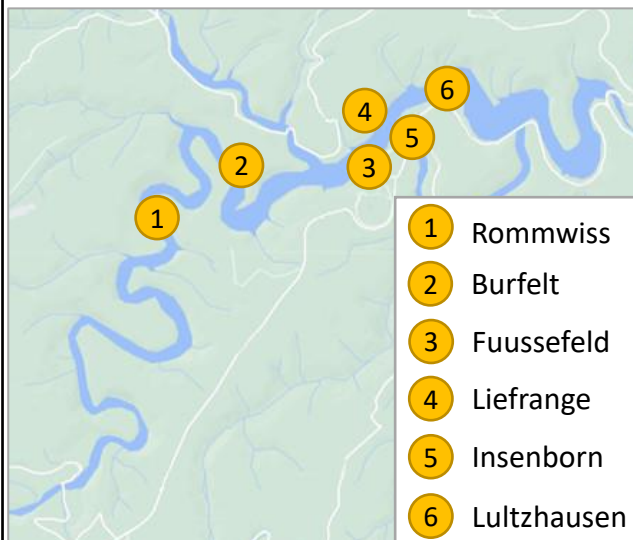 6
4
5
2
3
1
1 Rommwiss
2 Burfelt
3 Fuussefeld
4 Liefrange
5 Insenborn
6 Lultzhausen